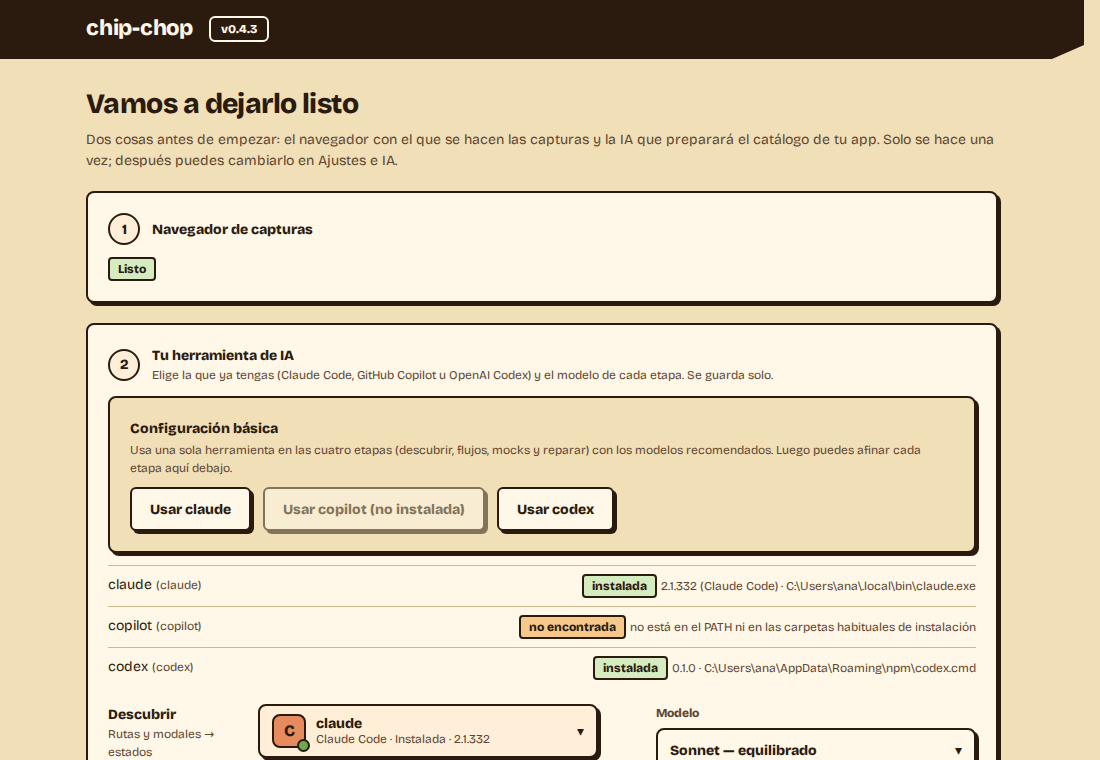 chip-chop v0.4.3
Vamos a dejarlo listo
Dos cosas antes de empezar: el navegador con el que se hacen las capturas y la IA que preparará el catálogo de tu app. Solo se hace una
vez; después puedes cambiarlo en Ajustes e IA.
1 Navegador de capturas
Listo
2 Tu herramienta de IA
Elige la que ya tengas (Claude Code, GitHub Copilot u OpenAI Codex) y el modelo de cada etapa. Se guarda solo.
Configuración básica
Usa una sola herramienta en las cuatro etapas (descubrir, flujos, mocks y reparar) con los modelos recomendados. Luego puedes afinar cada
etapa aquí debajo.
Usar claude Usar copilot (no instalada) Usar codex
claude (claude) instalada 2.1.332 (Claude Code) · C:\Users\ana\.local\bin\claude.exe
copilot (copilot) no encontrada no está en el PATH ni en las carpetas habituales de instalación
codex (codex) instalada 0.1.0 · C:\Users\ana\AppData\Roaming\npm\codex.cmd
Descubrir
Rutas y modales →
estados
C claude ▾
Claude Code · Instalada · 2.1.332
Modelo
Sonnet — equilibrado ▾